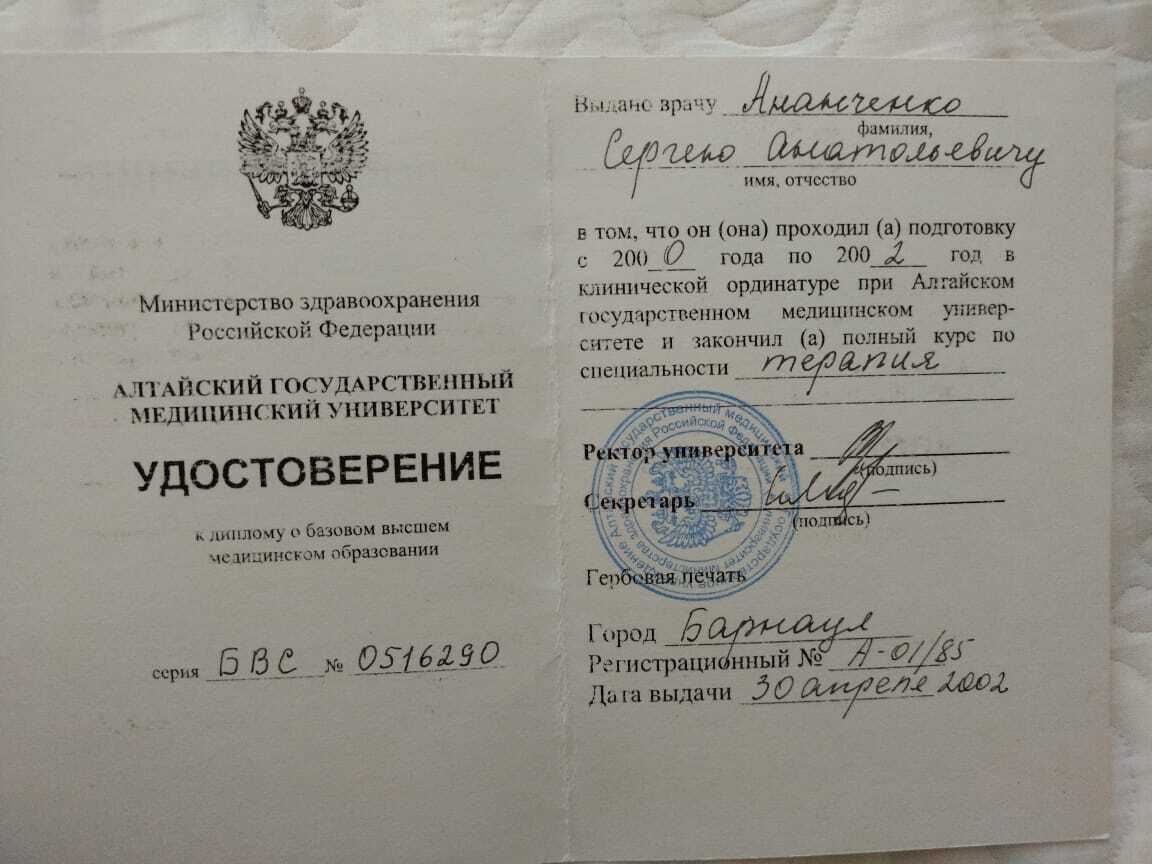 Министерство здравоохранения
Российской Федерации
АЛТАЙСКИЙ ГОСУДАРСТВЕННЫЙ
МЕДИЦИНСКИЙ УНИВЕРСИТЕТ
УДОСТОВЕРЕНИЕ
к диплому о базовом высшем
медицинском образовании
серия БВС № 0516290
Выдано врачу Ананченко
фамилия,
Сергею Анатольевичу
имя, отчество
в том, что он (она) проходил (а) подготовку
с 2000 года по 2002 год в
клинической ординатуре при Алтайском
государственном медицинском универ-
ситете и закончил (а) полный курс по
специальности терапия
Ректор университета
(подпись)
Секретарь
(подпись)
Гербовая печать
Город Барнаул
Регистрационный № А-01/85
Дата выдачи 30 апреля 2002